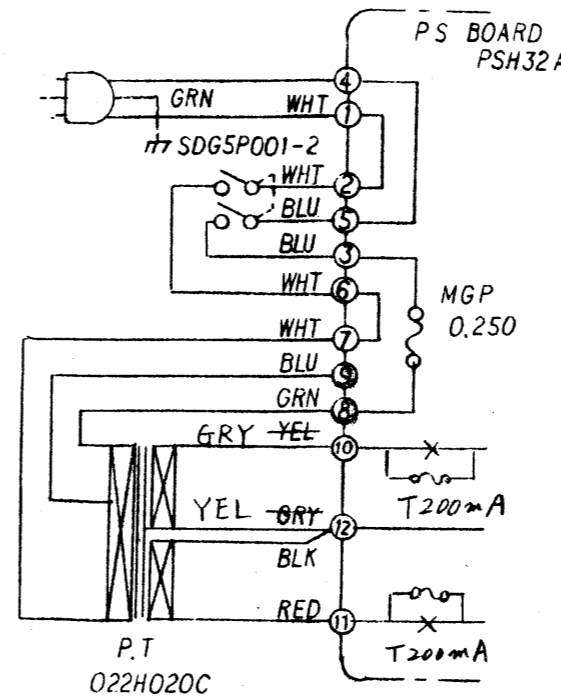 PS BOARD
PSH32A
4
GRN
WHT 1
SDG5P001-2
WHT 2
BLU 5
BLU 3
WHT 6
MGP
0.250
WHT 7
BLU 9
GRN 8
GRY YEL 10
T200mA
YEL GRY 12
BLK
RED 11
T200mA
P.T
022H020C